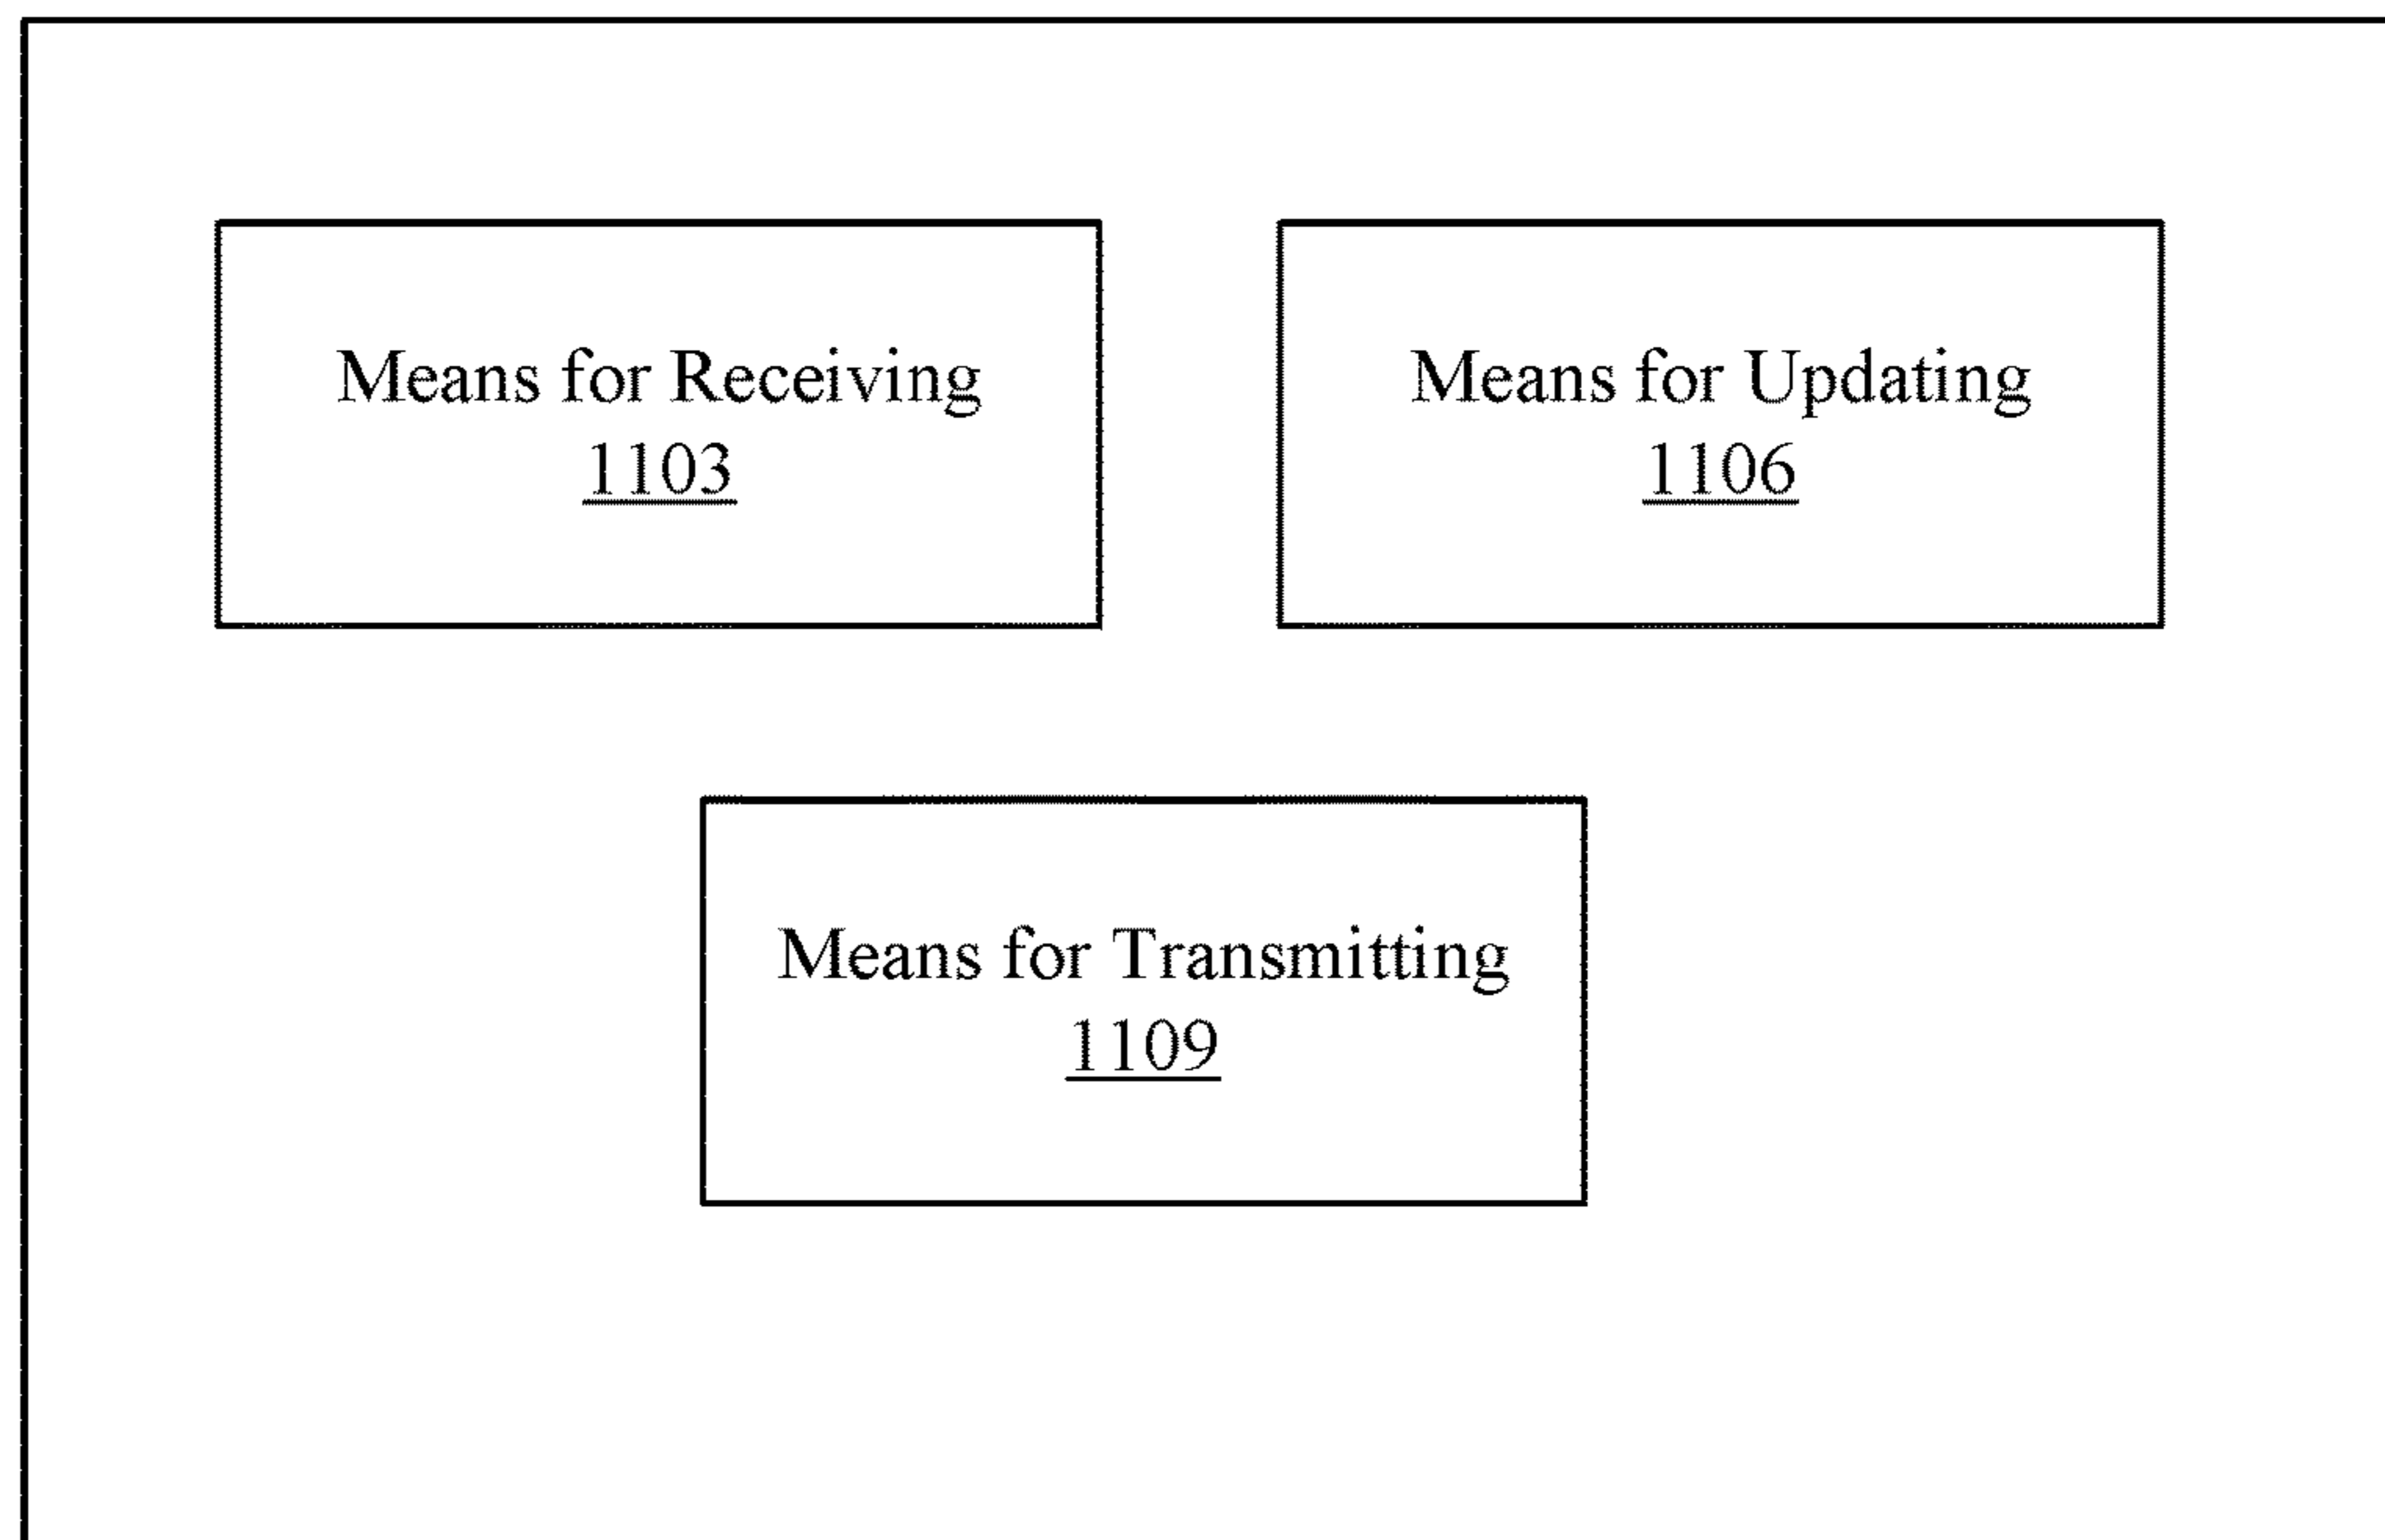 Means for Receiving
1103
Means for Updating
1106
Means for Transmitting
1109